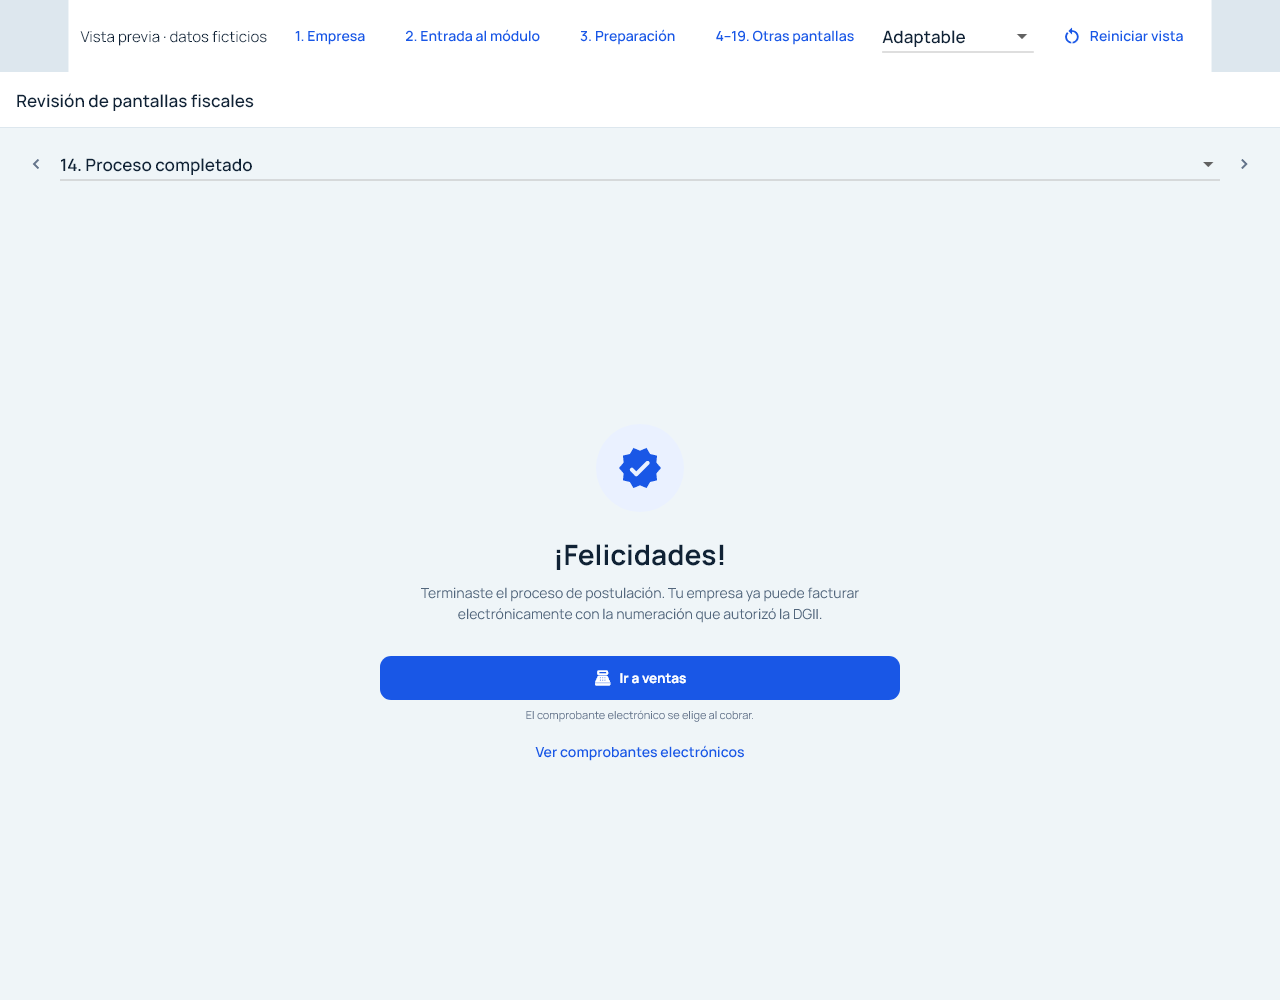 Vista previa · datos ficticios
1. Empresa
2. Entrada al módulo
3. Preparación
4–19. Otras pantallas
Adaptable
Reiniciar vista
Revisión de pantallas fiscales
14. Proceso completado
¡Felicidades!
Terminaste el proceso de postulación. Tu empresa ya puede facturar
electrónicamente con la numeración que autorizó la DGII.
Ir a ventas
El comprobante electrónico se elige al cobrar.
Ver comprobantes electrónicos